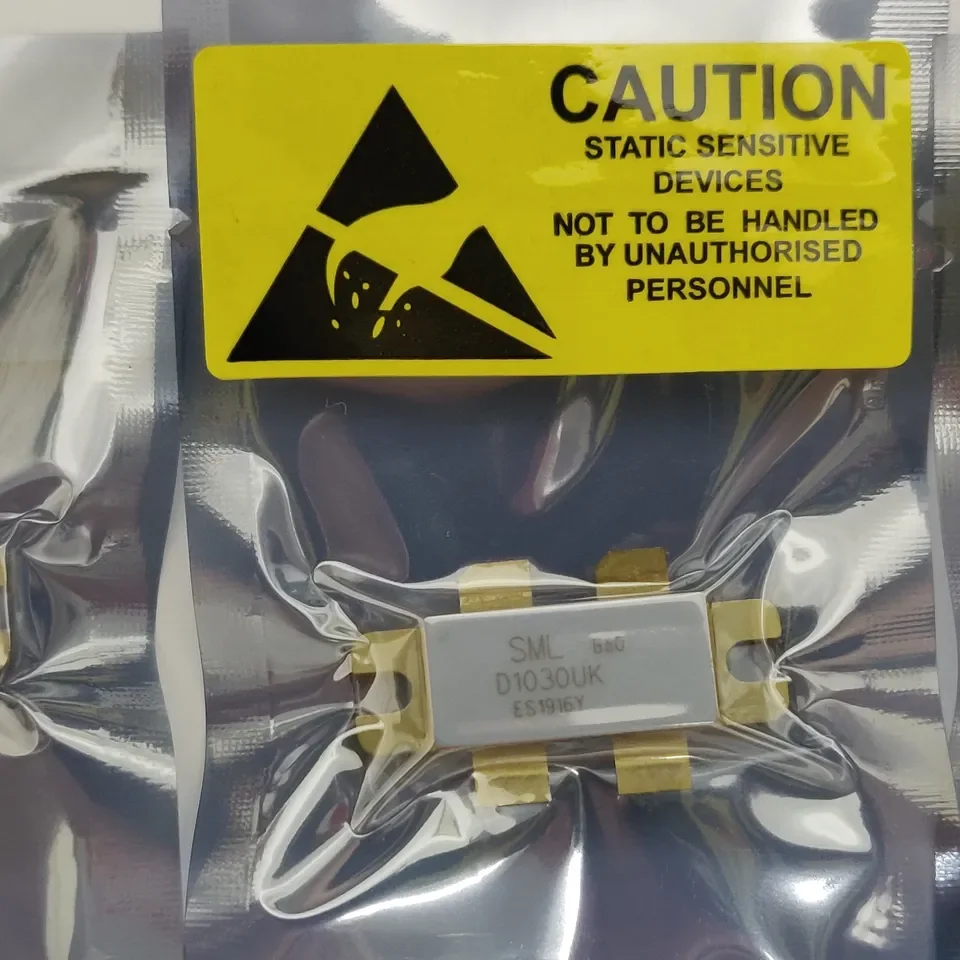 CAUTION
STATIC SENSITIVE
DEVICES
NOT TO BE HANDLED
BY UNAUTHORISED
PERSONNEL
SML
D1030UK
ES1916Y